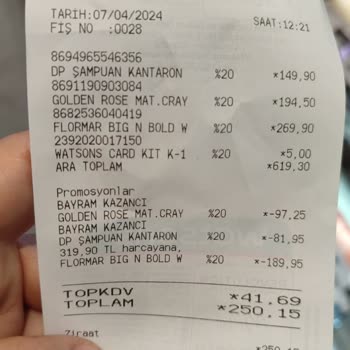 TARİH:07/04/2024 SAAT:12:21
FİŞ NO :0028
8694965546356
DP ŞAMPUAN KANTARON %20 *149,90
8691190903084
GOLDEN ROSE MAT.CRAY %20 *194,50
8682536040419
FLORMAR BIG N BOLD W %20 *269,90
2392020017150
WATSONS CARD KIT K-1 %20 *5,00
ARA TOPLAM *619,30
Promosyonlar
BAYRAM KAZANCI
GOLDEN ROSE MAT.CRAY %20 *-97,25
BAYRAM KAZANCI
DP ŞAMPUAN KANTARON %20 *-81,95
319,90 TL harcayana,
FLORMAR BIG N BOLD W %20 *-189,95
TOPKDV *41.69
TOPLAM *250.15
Ziraat